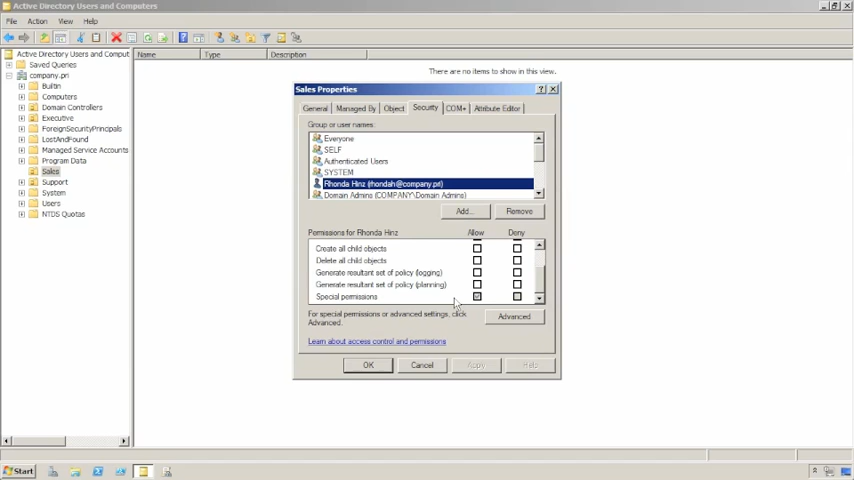 Active Directory Users and Computers
File Action View Help
Active Directory Users and Comput
Saved Queries
company.pri
Builtin
Computers
Domain Controllers
Executive
ForeignSecurityPrincipals
LostAndFound
Managed Service Accounts
Program Data
Sales
Support
System
Users
NTDS Quotas
Name Type Description
There are no items to show in this view.
Sales Properties
General Managed By Object Security COM+ Attribute Editor
Group or user names:
Everyone
SELF
Authenticated Users
SYSTEM
Rhonda Hinz (rhondah@company.pri)
Domain Admins (COMPANY\Domain Admins)
Add... Remove
Permissions for Rhonda Hinz Allow Deny
Create all child objects
Delete all child objects
Generate resultant set of policy (logging)
Generate resultant set of policy (planning)
Special permissions
For special permissions or advanced settings, click
Advanced.
Advanced
Learn about access control and permissions
OK Cancel Apply Help
Start